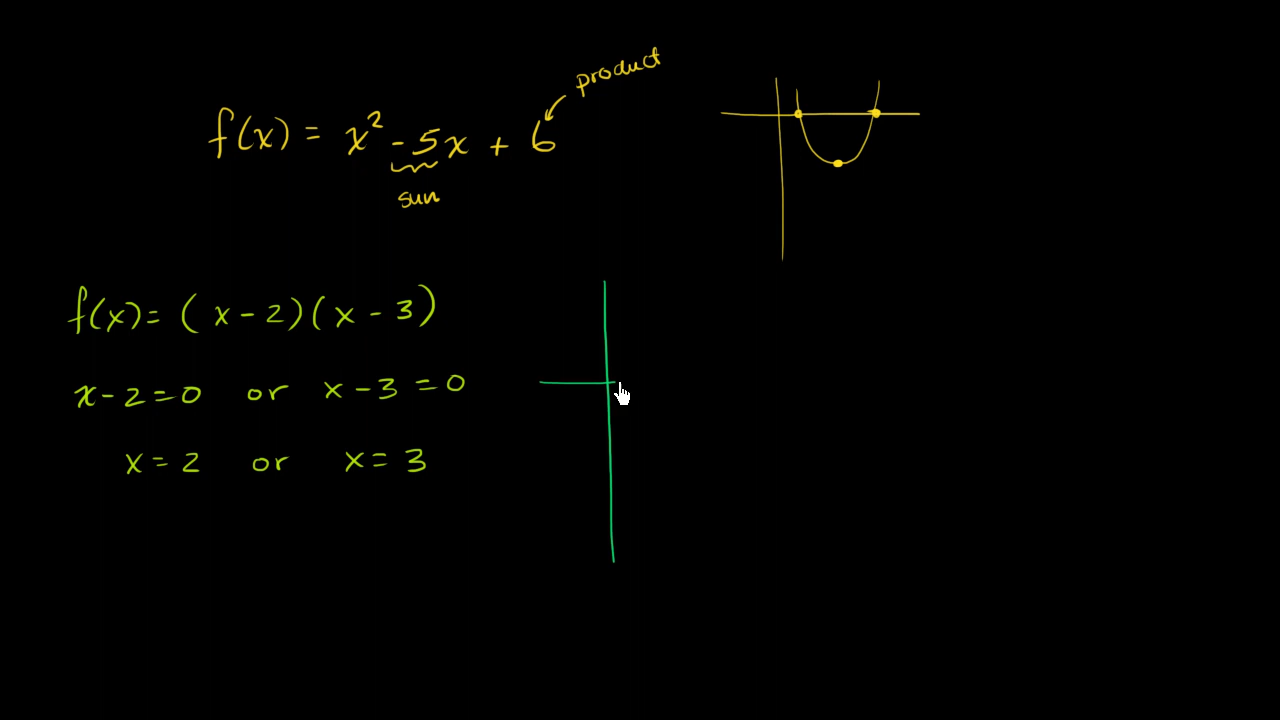 product
f(x) = x² - 5x + 6
sum
f(x) = (x - 2)(x - 3)
x - 2 = 0 or x - 3 = 0
x = 2 or x = 3